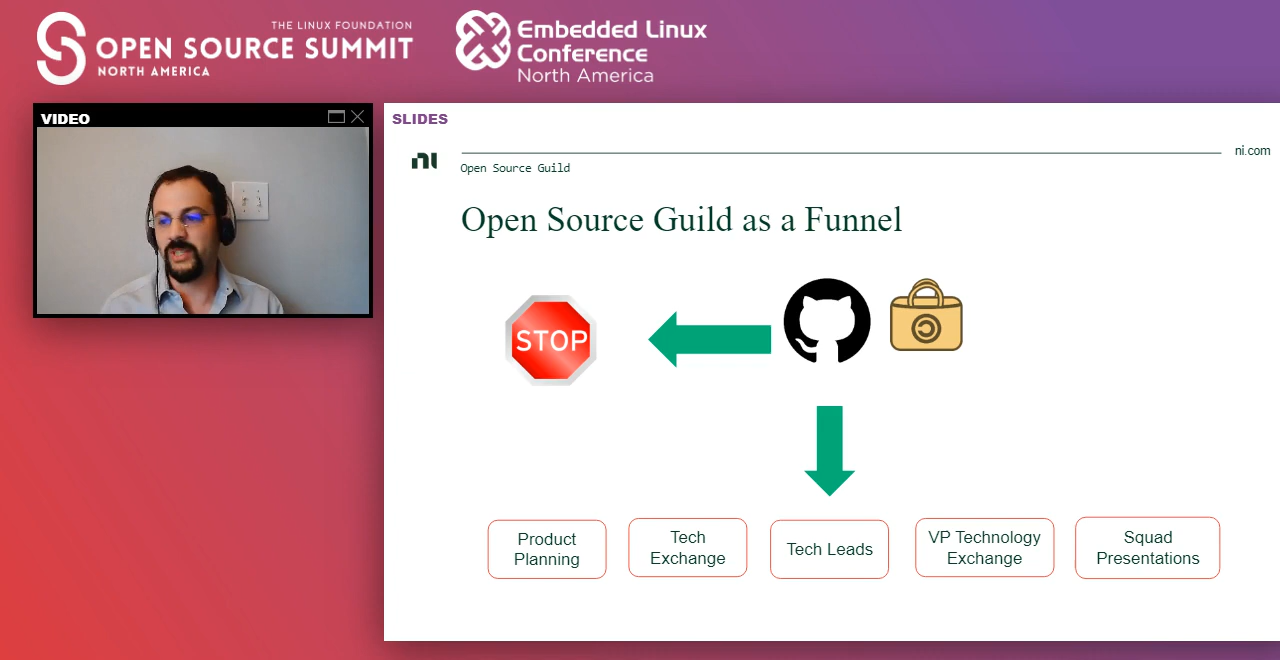 THE LINUX FOUNDATION
OPEN SOURCE SUMMIT
NORTH AMERICA
Embedded Linux
Conference
North America
VIDEO
SLIDES
ni
ni.com
Open Source Guild
Open Source Guild as a Funnel
STOP
Product
Planning
Tech
Exchange
Tech Leads
VP Technology
Exchange
Squad
Presentations